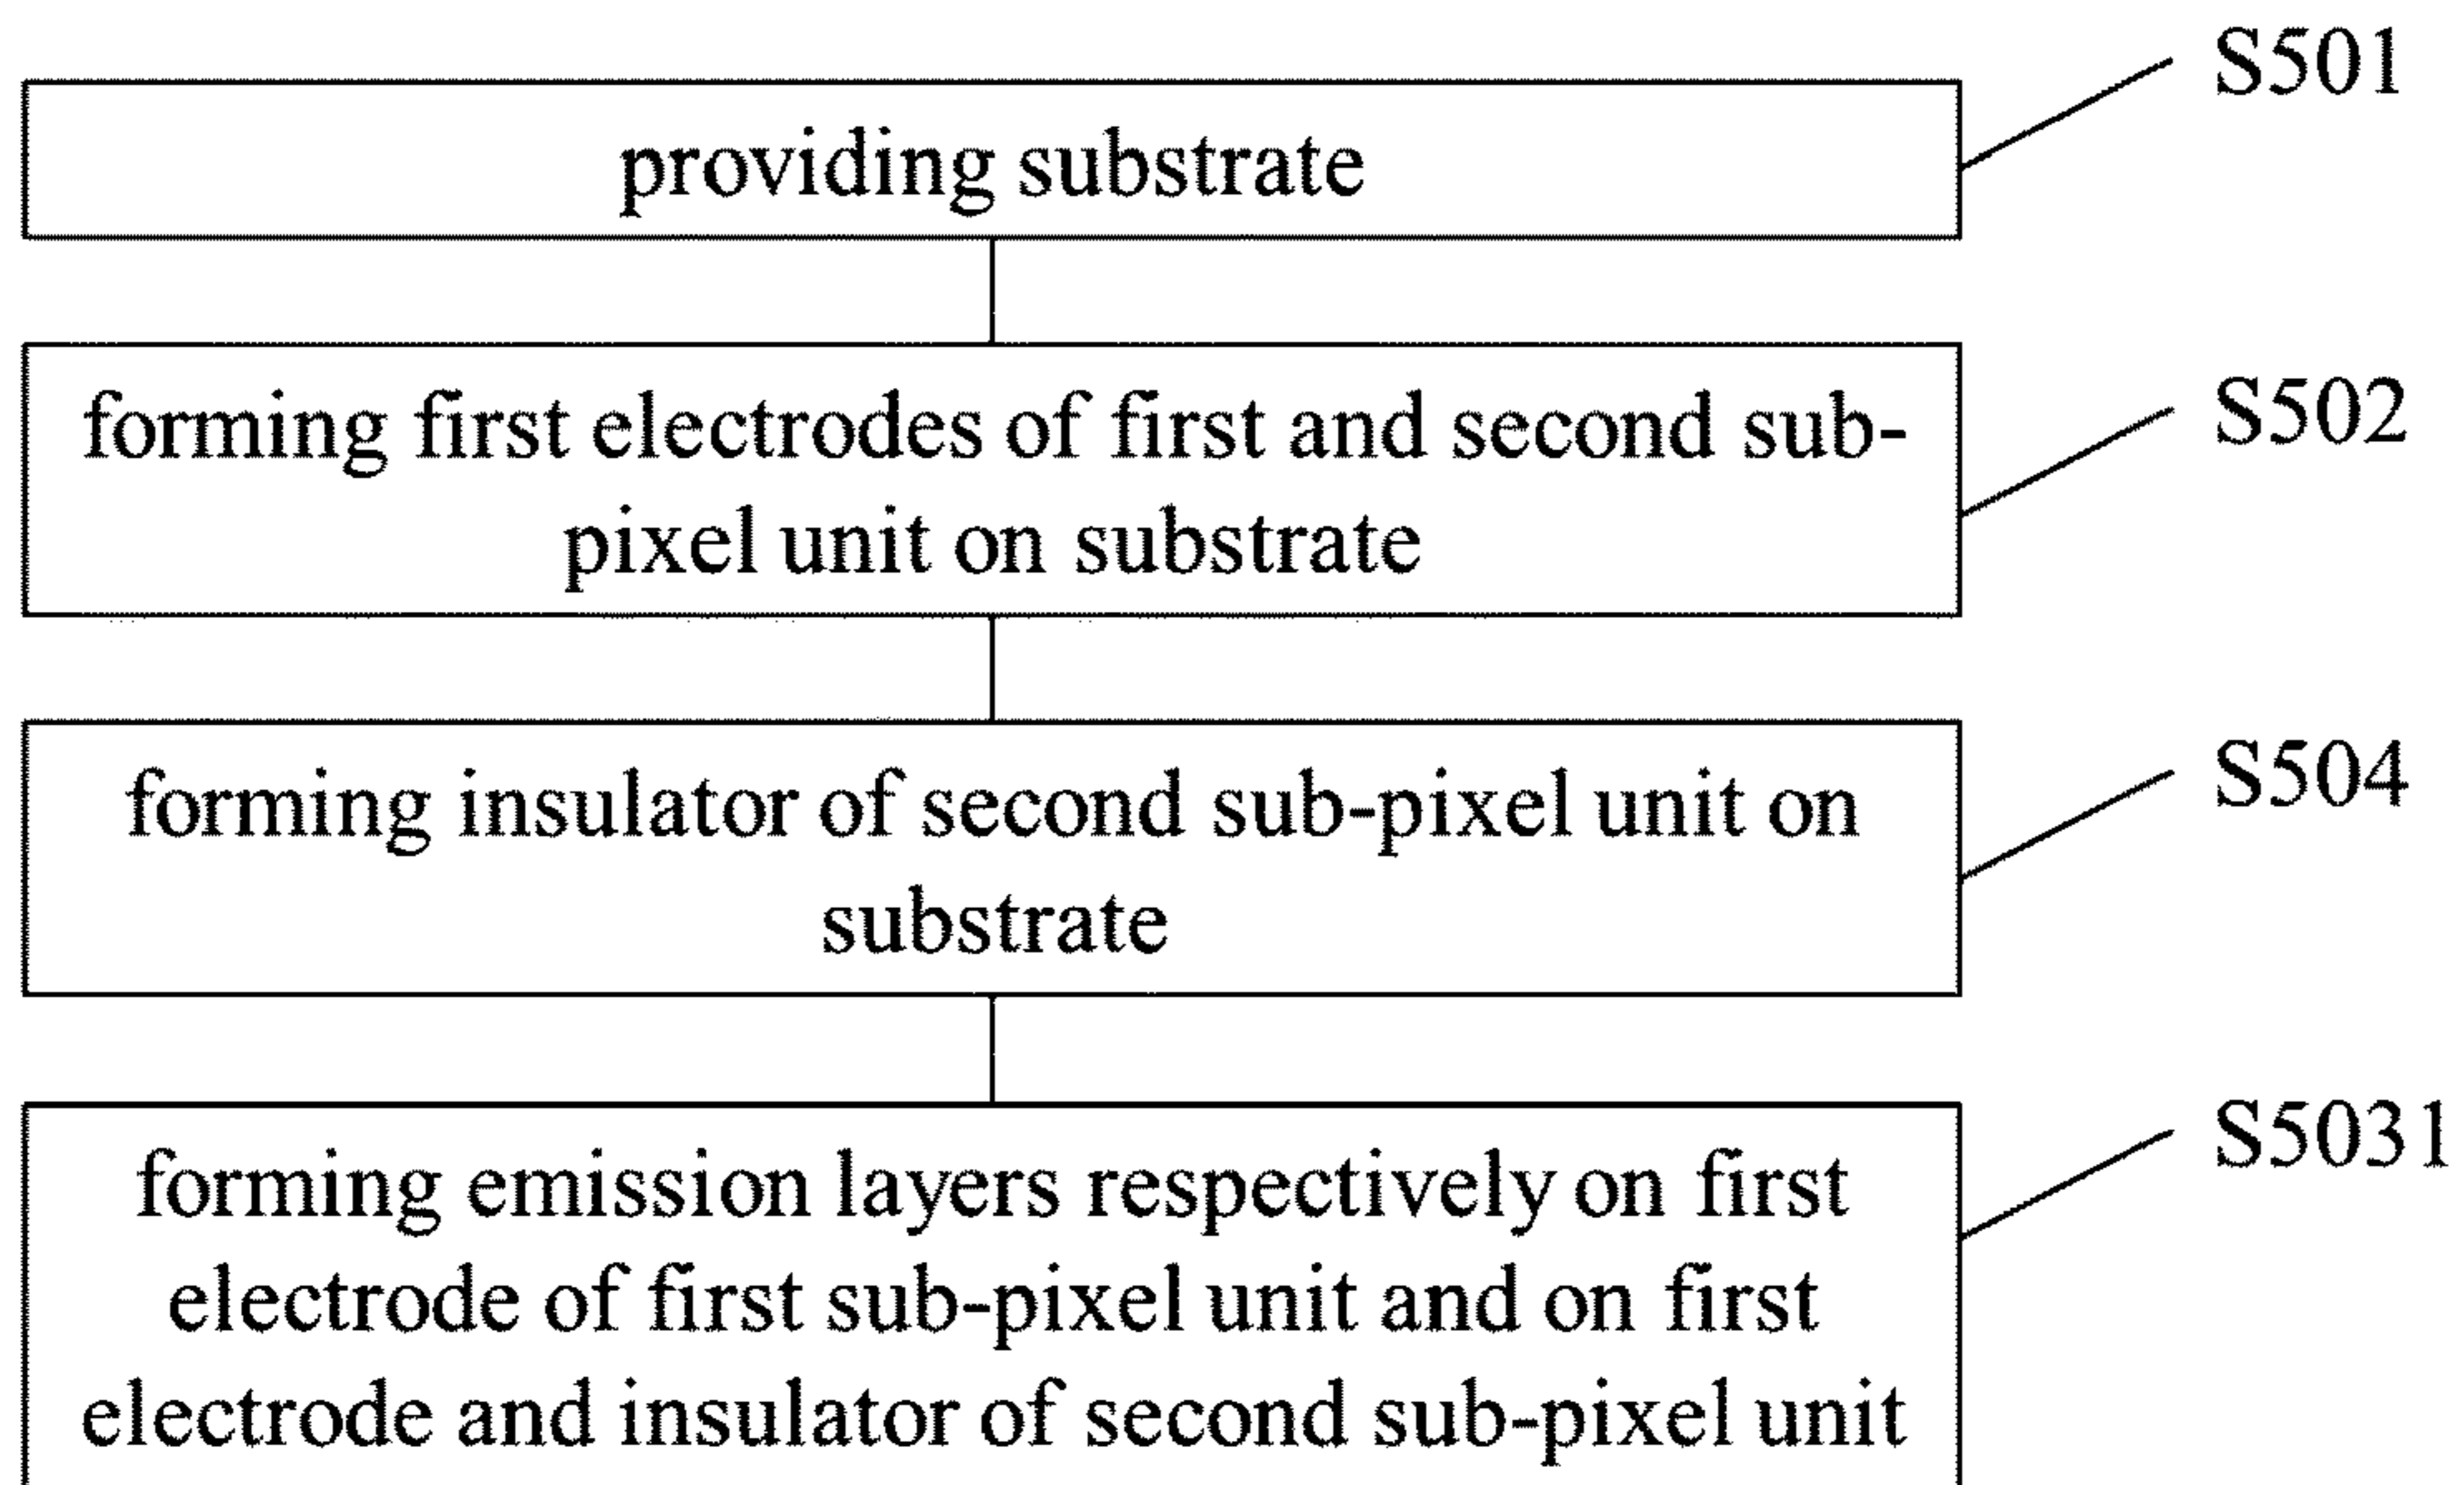 S501
providing substrate
S502
forming first electrodes of first and second sub-
pixel unit on substrate
S504
forming insulator of second sub-pixel unit on
substrate
S5031
forming emission layers respectively on first
electrode of first sub-pixel unit and on first
electrode and insulator of second sub-pixel unit